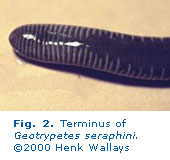 Fig. 2. Terminus of
Geotrypetes seraphini.
©2000 Henk Wallays